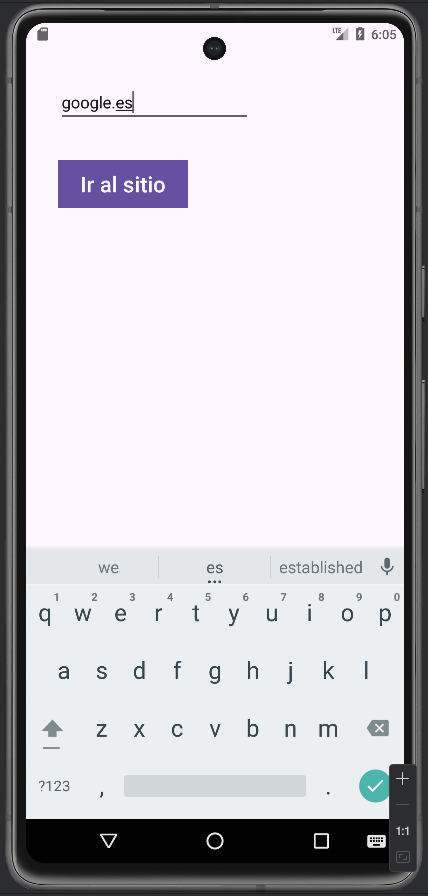 LTE 6:05
google.es
Ir al sitio
we es established
1 2 3 4 5 6 7 8 9 0
q w e r t y u i o p
a s d f g h j k l
z x c v b n m
?123 , .
1:1